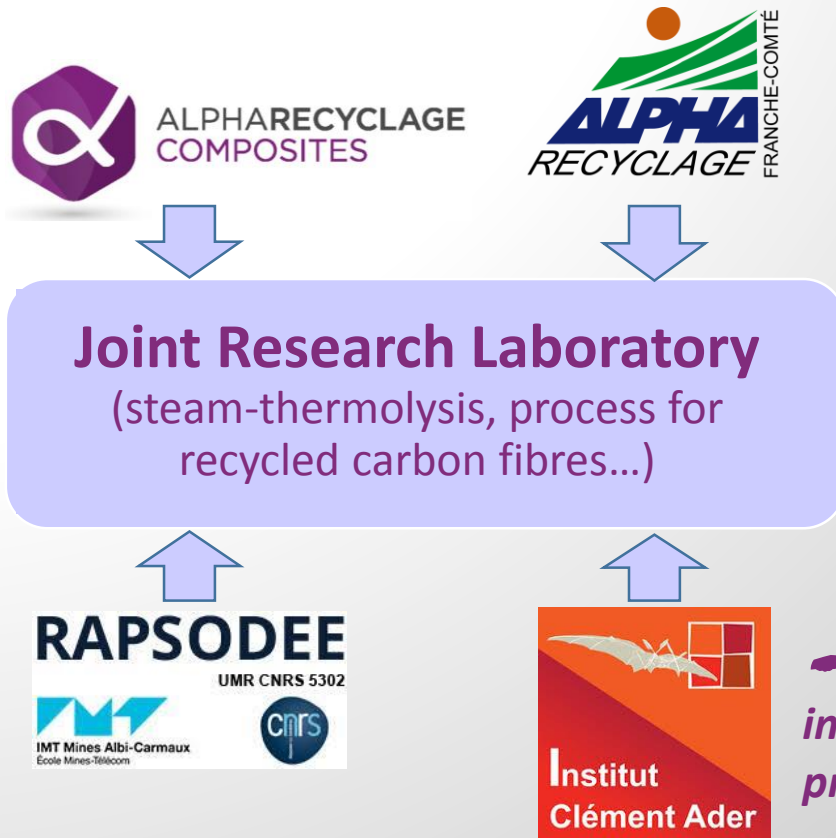 ALPHARECYCLAGE
COMPOSITES
ALPHA
RECYCLAGE
FRANCHE-COMTÉ
Joint Research Laboratory
(steam-thermolysis, process for
recycled carbon fibres…)
RAPSODEE
UMR CNRS 5302
IMT Mines Albi-Carmaux
École Mines-Télécom
cnrs
Institut
Clément Ader